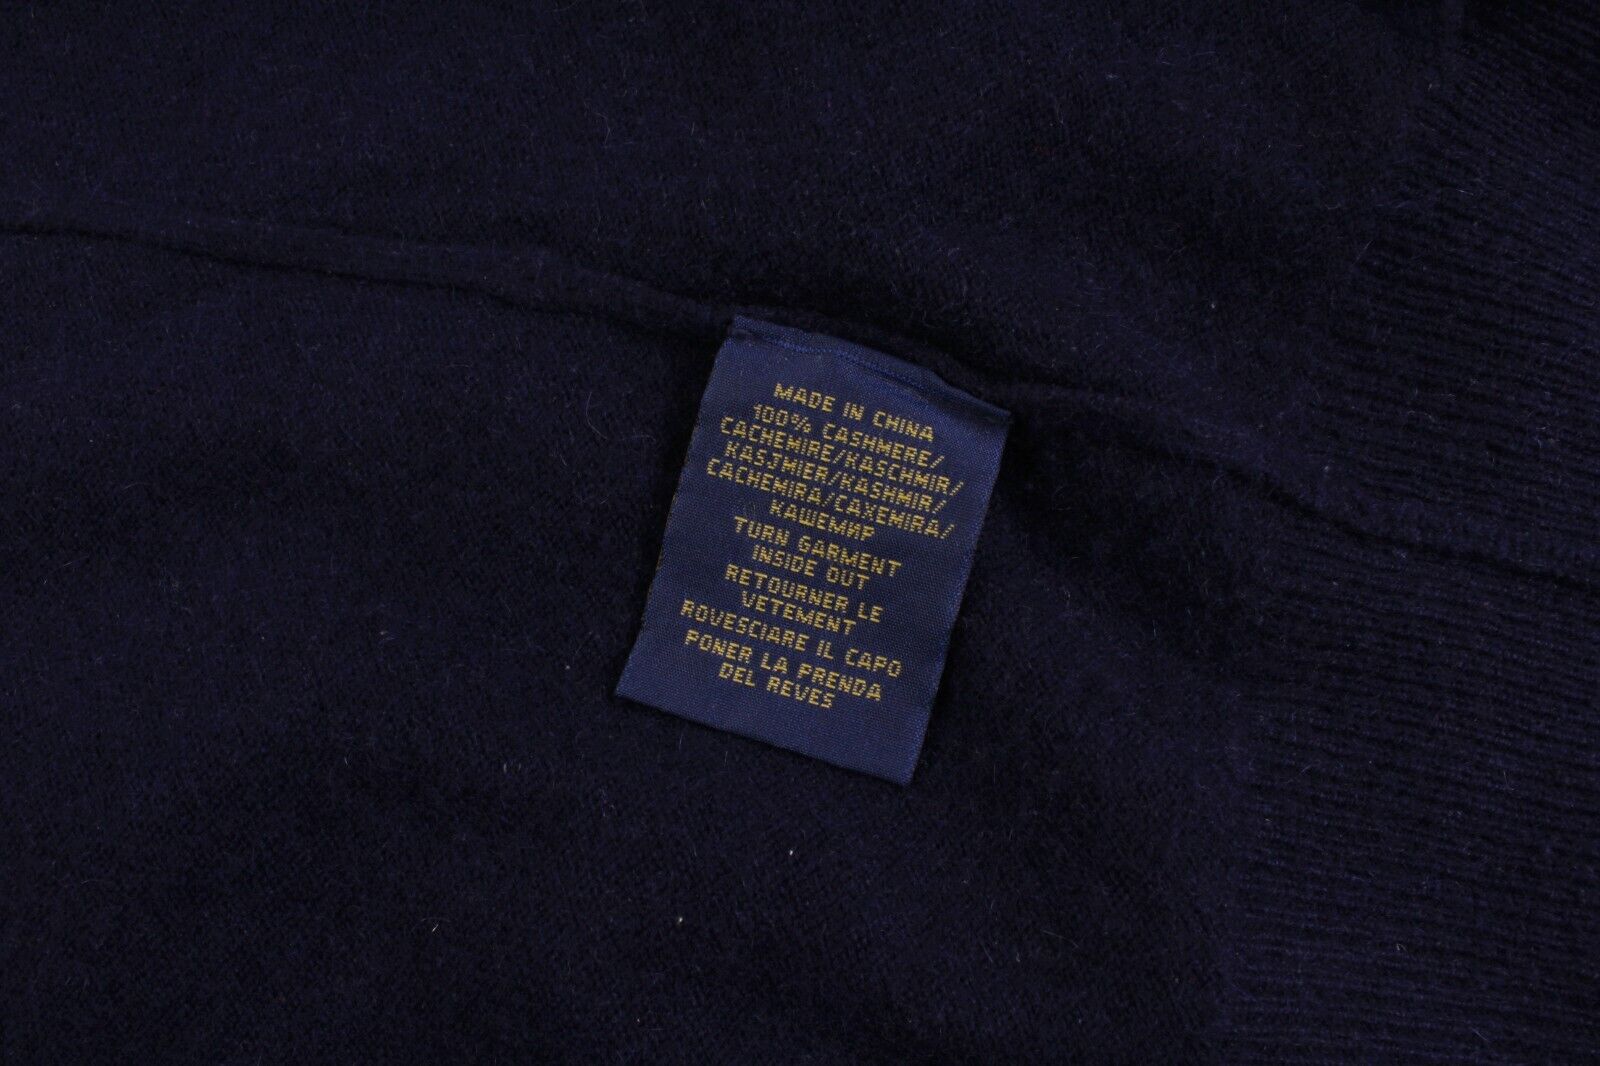 MADE IN CHINA
100% CASHMERE/
CACHEMIRE/KASCHMIR/
KASJMIER/KASHMIR/
CACHEMIRA/CAXEMIRA/
КАШЕМИР
TURN GARMENT
INSIDE OUT
RETOURNER LE
VETEMENT
ROVESCIARE IL CAPO
PONER LA PRENDA
DEL REVES